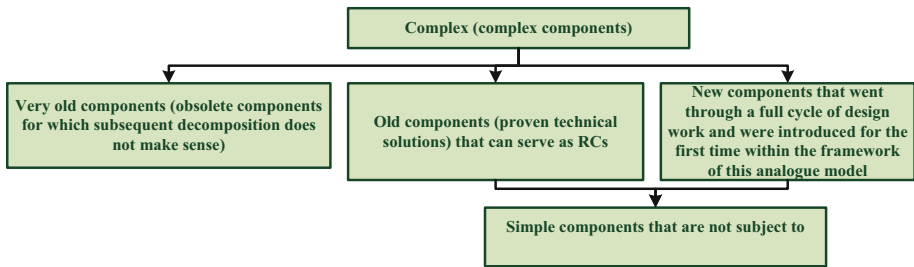 Complex (complex components)
Very old components (obsolete components
for which subsequent decomposition does
not make sense)
Old components (proven technical
solutions) that can serve as RCs
New components that went
through a full cycle of design
work and were introduced for the
first time within the framework
of this analogue model
Simple components that are not subject to